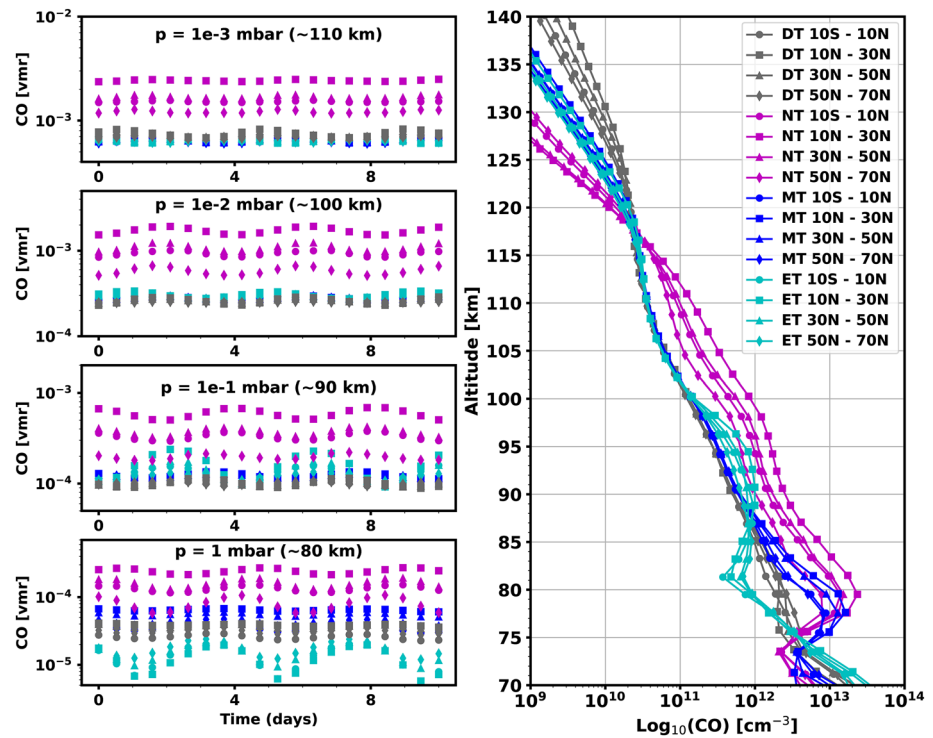 10⁻²
p = 1e-3 mbar (~110 km)
CO [vmr]
10⁻³
0 4 8
p = 1e-2 mbar (~100 km)
CO [vmr]
10⁻³
10⁻⁴
0 4 8
10⁻³
p = 1e-1 mbar (~90 km)
CO [vmr]
10⁻⁴
0 4 8
p = 1 mbar (~80 km)
CO [vmr]
10⁻⁴
10⁻⁵
0 4 8
Time (days)
140
135
130
125
120
115
110
105
100
95
90
85
80
75
70
Altitude [km]
DT 10S - 10N
DT 10N - 30N
DT 30N - 50N
DT 50N - 70N
NT 10S - 10N
NT 10N - 30N
NT 30N - 50N
NT 50N - 70N
MT 10S - 10N
MT 10N - 30N
MT 30N - 50N
MT 50N - 70N
ET 10S - 10N
ET 10N - 30N
ET 30N - 50N
ET 50N - 70N
10⁹ 10¹⁰ 10¹¹ 10¹² 10¹³ 10¹⁴
Log₁₀(CO) [cm⁻³]